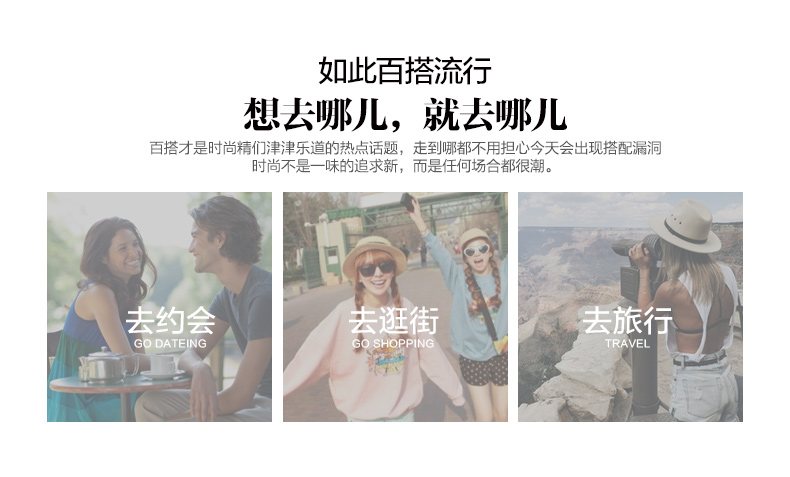 如此百搭流行
想去哪儿，就去哪儿
百搭才是时尚精们津津乐道的热点话题，走到哪都不用担心今天会出现搭配漏洞
时尚不是一味的追求新，而是任何场合都很潮。
去约会
GO DATEING
去逛街
GO SHOPPING
去旅行
TRAVEL